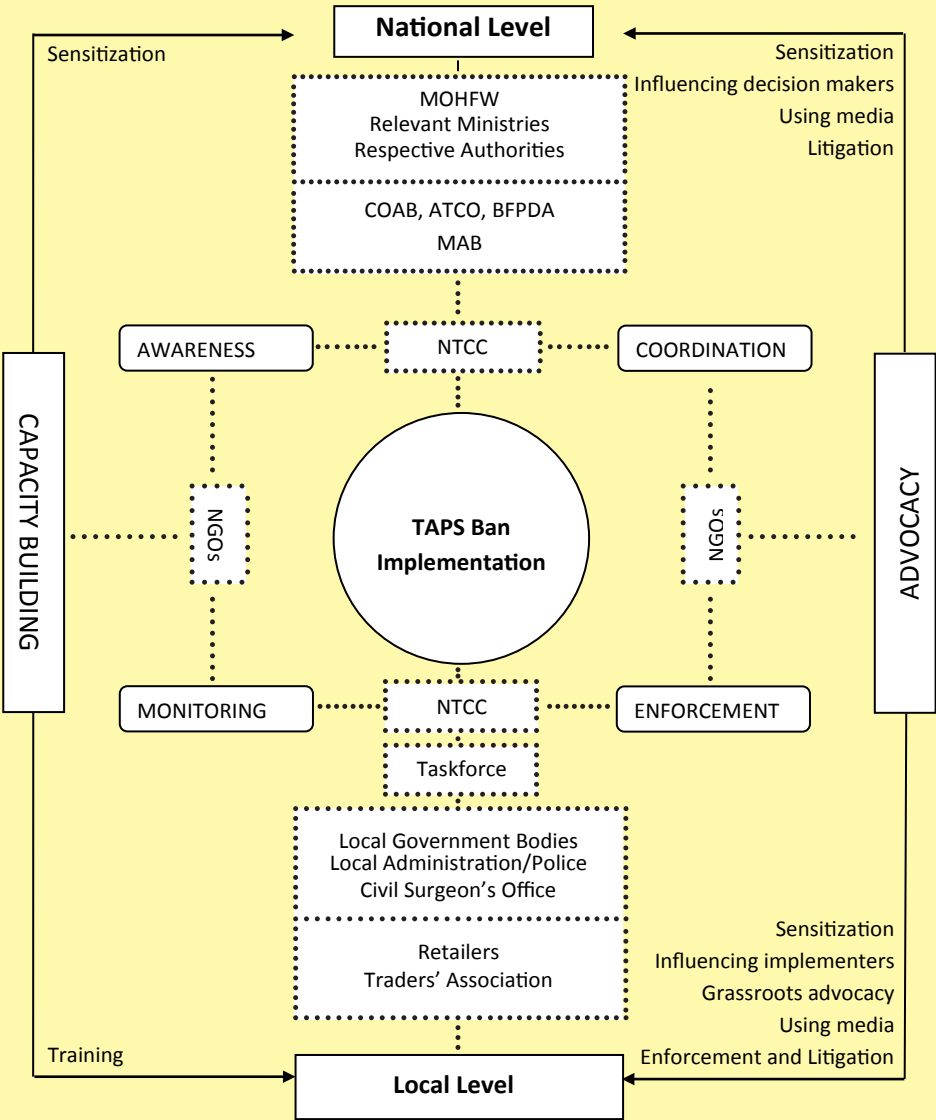 National Level
Sensitization
Sensitization
Influencing decision makers
Using media
Litigation
MOHFW
Relevant Ministries
Respective Authorities
COAB, ATCO, BFPDA
MAB
AWARENESS
NTCC
COORDINATION
CAPACITY BUILDING
NGOs
TAPS Ban
Implementation
NGOs
ADVOCACY
MONITORING
NTCC
ENFORCEMENT
Taskforce
Local Government Bodies
Local Administration/Police
Civil Surgeon’s Office
Retailers
Traders’ Association
Sensitization
Influencing implementers
Grassroots advocacy
Using media
Enforcement and Litigation
Training
Local Level